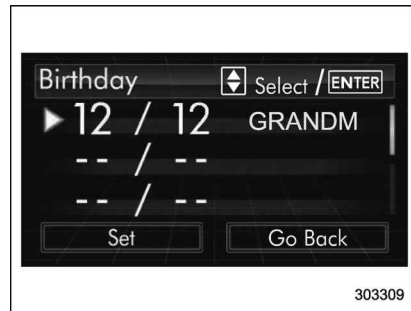 Birthday Select / ENTER
12 / 12 GRANDM
-- / --
-- / --
Set Go Back
303309